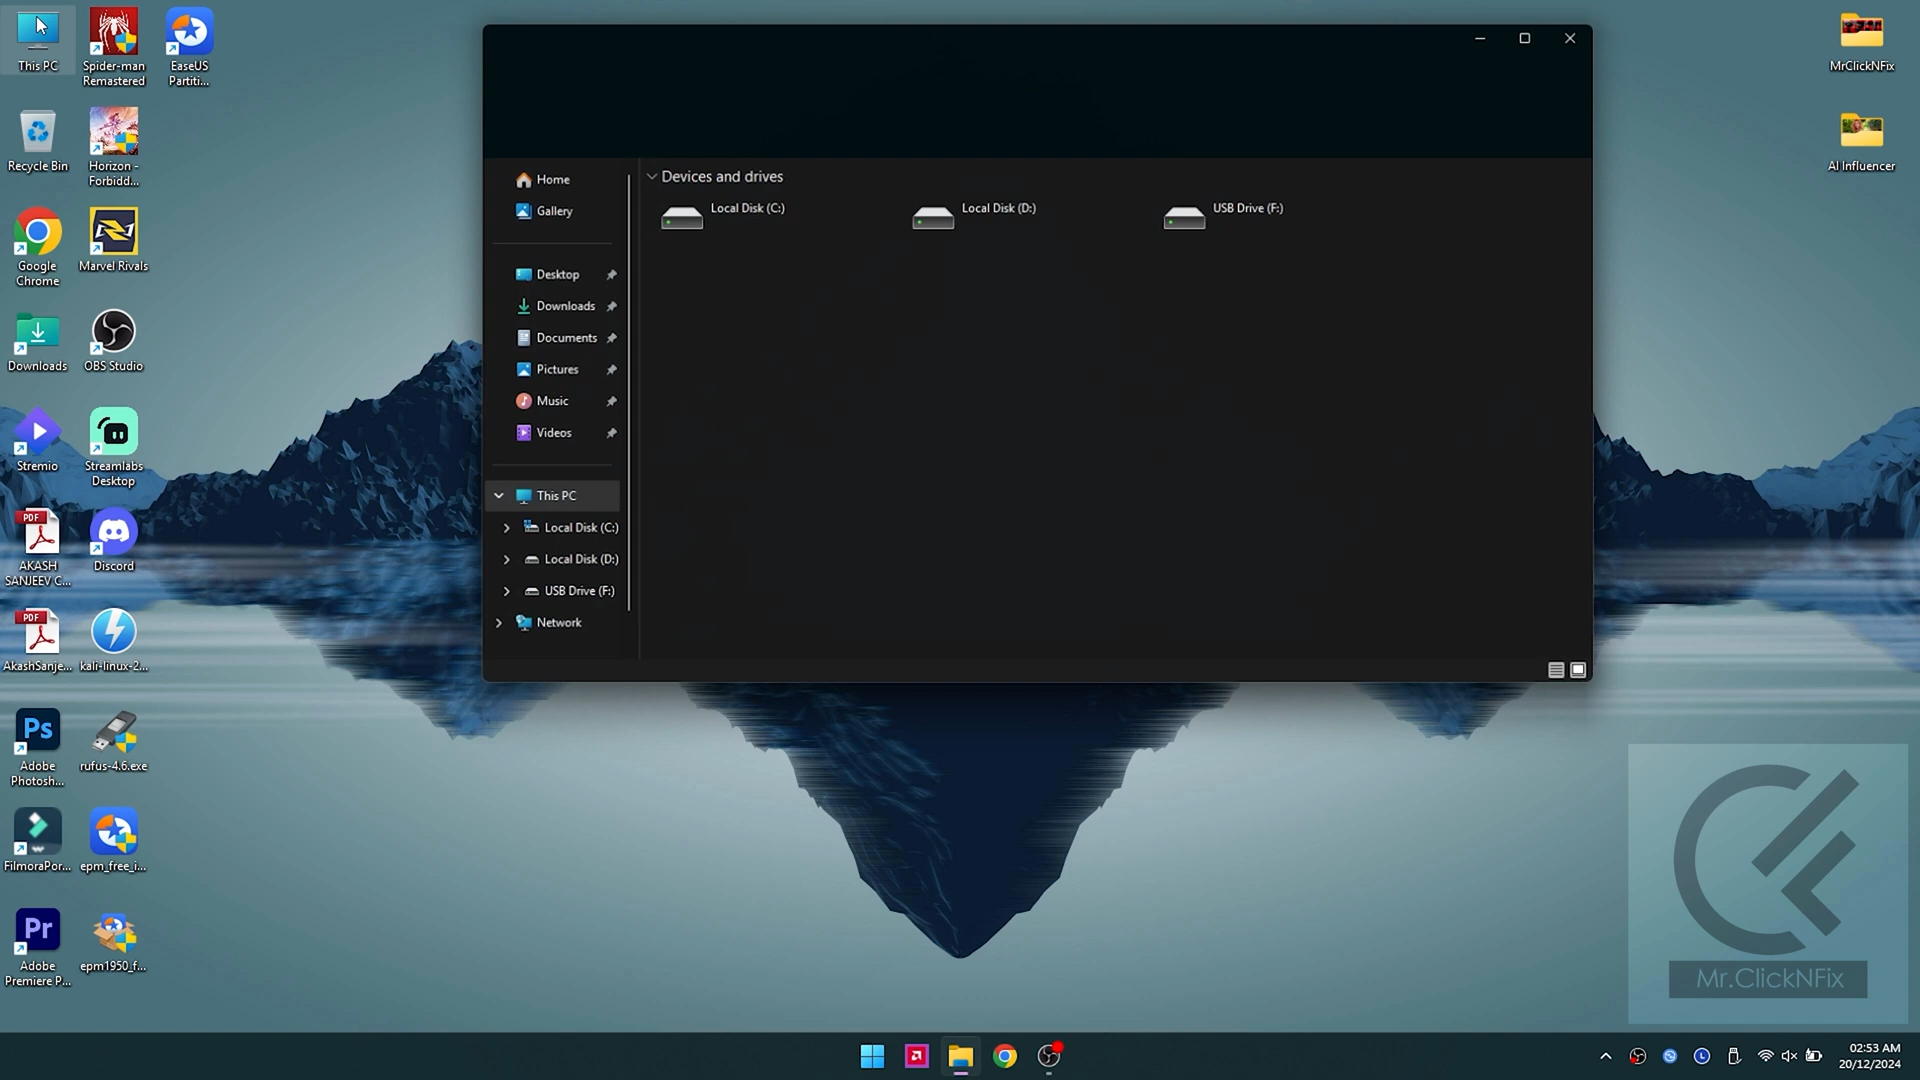 This PC
Spider-man
Remastered
EaseUS
Partiti...
Recycle Bin
Horizon -
Forbidd...
Google
Chrome
Marvel Rivals
Downloads
OBS Studio
Stremio
Streamlabs
Desktop
PDF
AKASH
SANJEEV C...
Discord
PDF
AkashSanje...
kali-linux-2...
Ps
Adobe
Photosh...
rufus-4.6.exe
FilmoraPor...
epm_free_i...
Pr
Adobe
Premiere P...
epm1950_f...
Home
Gallery
Desktop
Downloads
Documents
Pictures
Music
Videos
This PC
Local Disk (C:)
Local Disk (D:)
USB Drive (F:)
Network
Devices and drives
Local Disk (C:)
Local Disk (D:)
USB Drive (F:)
MrClickNFix
AI Influencer
Mr.ClickNFix
02:53 AM
20/12/2024